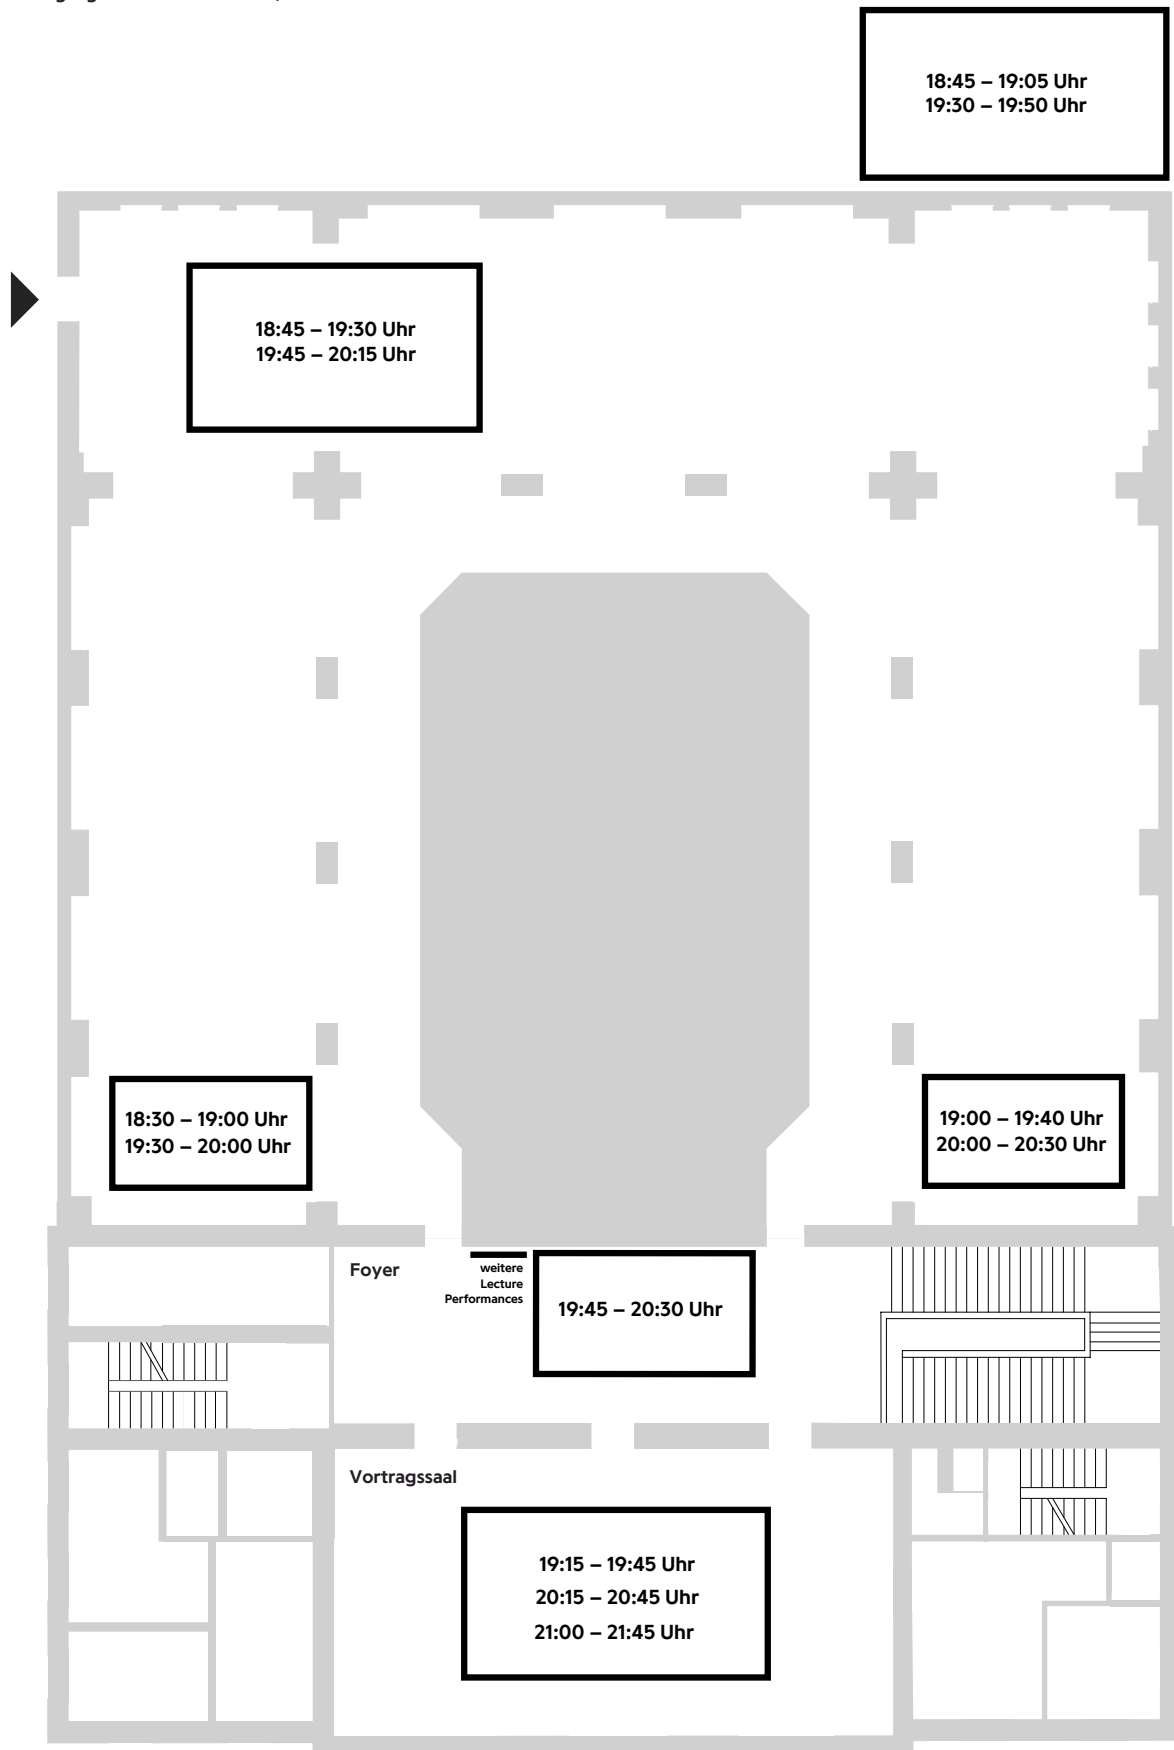 18:45 – 19:05 Uhr
19:30 – 19:50 Uhr
18:45 – 19:30 Uhr
19:45 – 20:15 Uhr
18:30 – 19:00 Uhr
19:30 – 20:00 Uhr
19:00 – 19:40 Uhr
20:00 – 20:30 Uhr
Foyer
weitere
Lecture
Performances
19:45 – 20:30 Uhr
Vortragssaal
19:15 – 19:45 Uhr
20:15 – 20:45 Uhr
21:00 – 21:45 Uhr